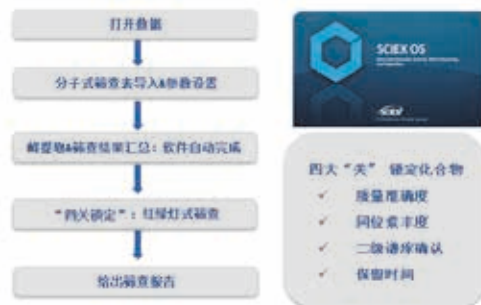 打开数据
分子式筛查表导入&参数设置
峰提取&筛查结果汇总：软件自动完成
“四关锁定”：红绿灯式筛查
给出筛查报告
SCIEX OS
SCIEX
四大“关” 锁定化合物
✓ 质量准确度
✓ 同位素丰度
✓ 二级谱库确认
✓ 保留时间